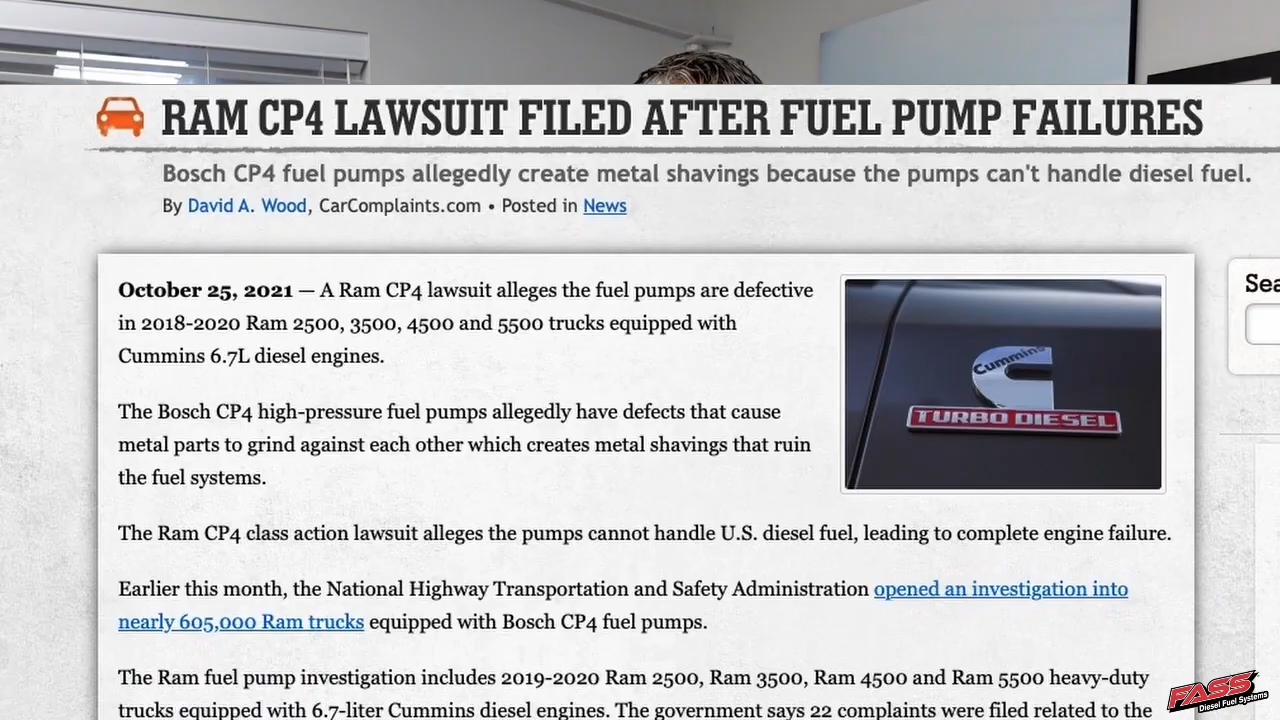 RAM CP4 LAWSUIT FILED AFTER FUEL PUMP FAILURES
Bosch CP4 fuel pumps allegedly create metal shavings because the pumps can't handle diesel fuel.
By David A. Wood, CarComplaints.com • Posted in News
October 25, 2021 — A Ram CP4 lawsuit alleges the fuel pumps are defective
in 2018-2020 Ram 2500, 3500, 4500 and 5500 trucks equipped with
Cummins 6.7L diesel engines.
Cummins
TURBO DIESEL
The Bosch CP4 high-pressure fuel pumps allegedly have defects that cause
metal parts to grind against each other which creates metal shavings that ruin
the fuel systems.
The Ram CP4 class action lawsuit alleges the pumps cannot handle U.S. diesel fuel, leading to complete engine failure.
Earlier this month, the National Highway Transportation and Safety Administration opened an investigation into
nearly 605,000 Ram trucks equipped with Bosch CP4 fuel pumps.
The Ram fuel pump investigation includes 2019-2020 Ram 2500, Ram 3500, Ram 4500 and Ram 5500 heavy-duty
trucks equipped with 6.7-liter Cummins diesel engines. The government says 22 complaints were filed related to the
FASS
Diesel Fuel Systems